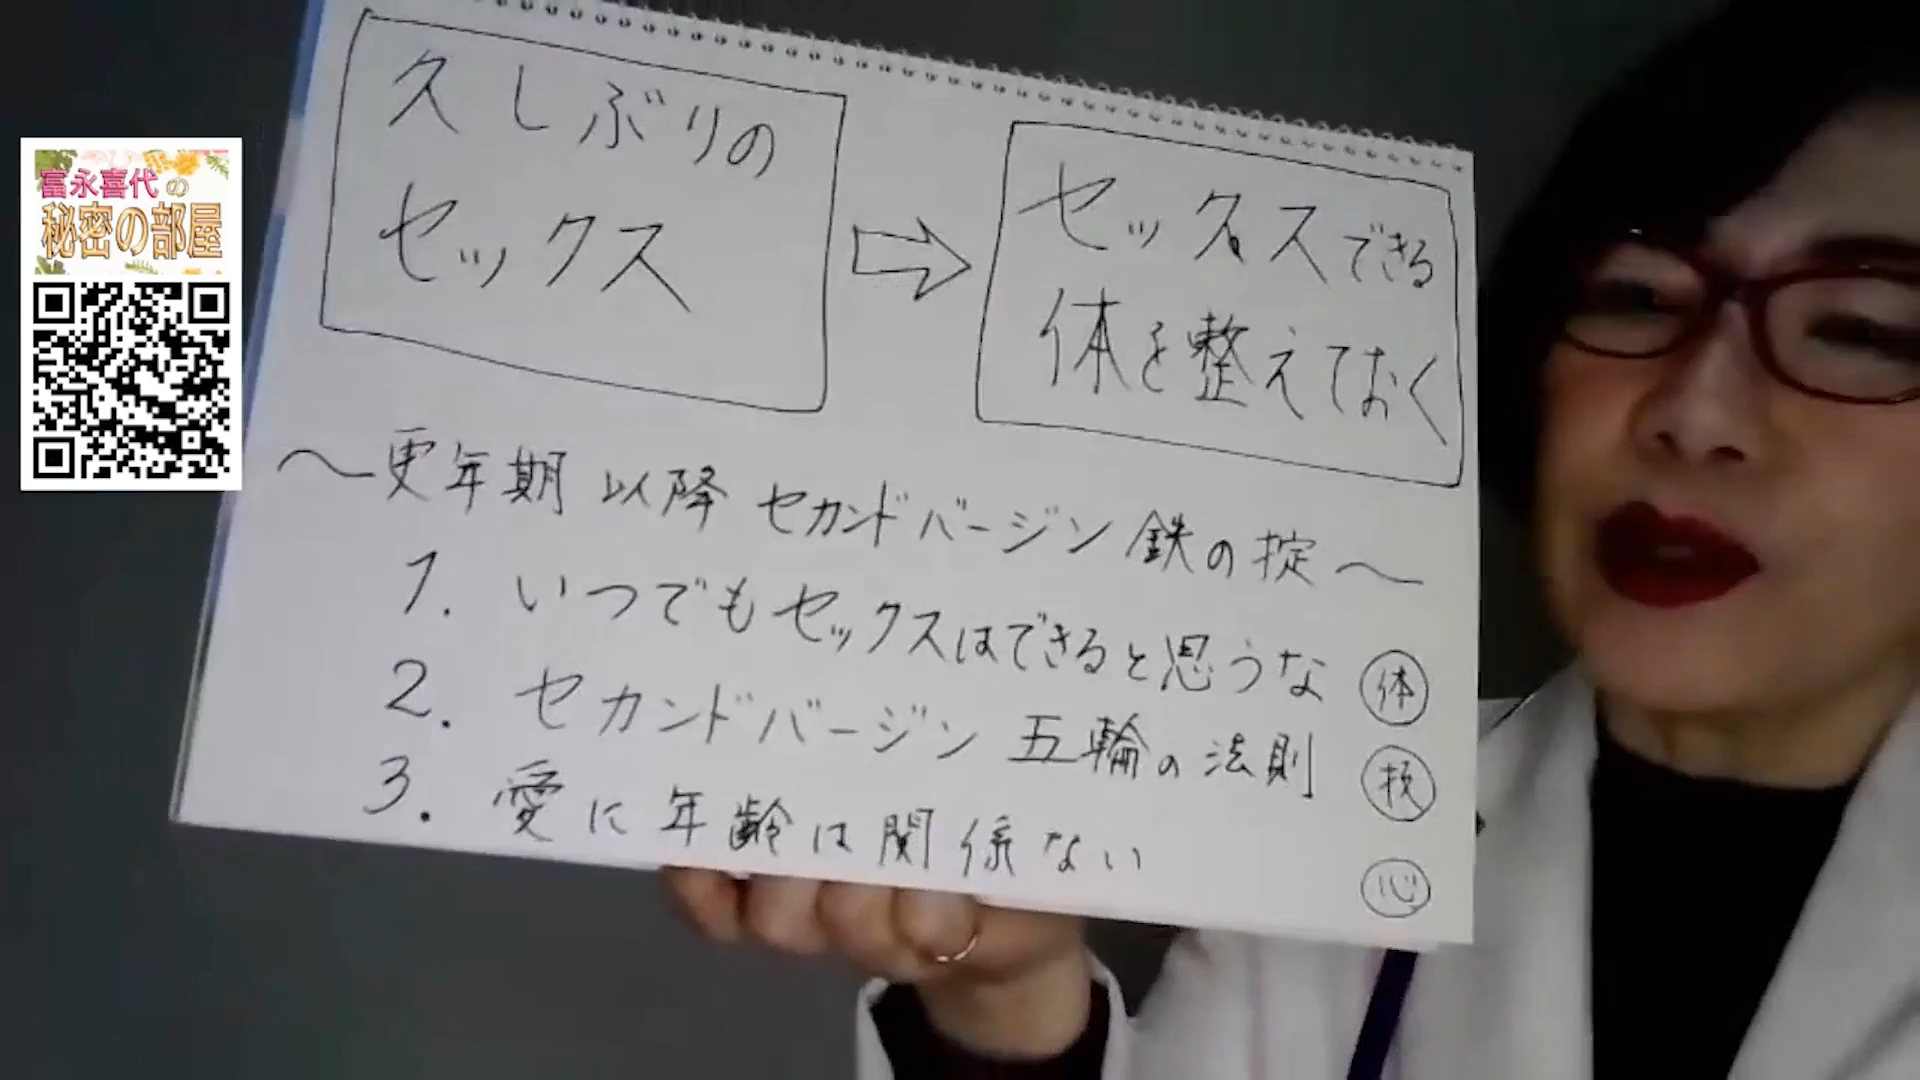 富永喜代の
秘密の部屋
久しぶりの
セックス
⇨
セックスできる
体を整えておく
〜更年期以降セカンドバージン鉄の掟〜
1. いつでもセックスはできると思うな 体
2. セカンドバージン五輪の法則 技
3. 愛に年齢は関係ない 心